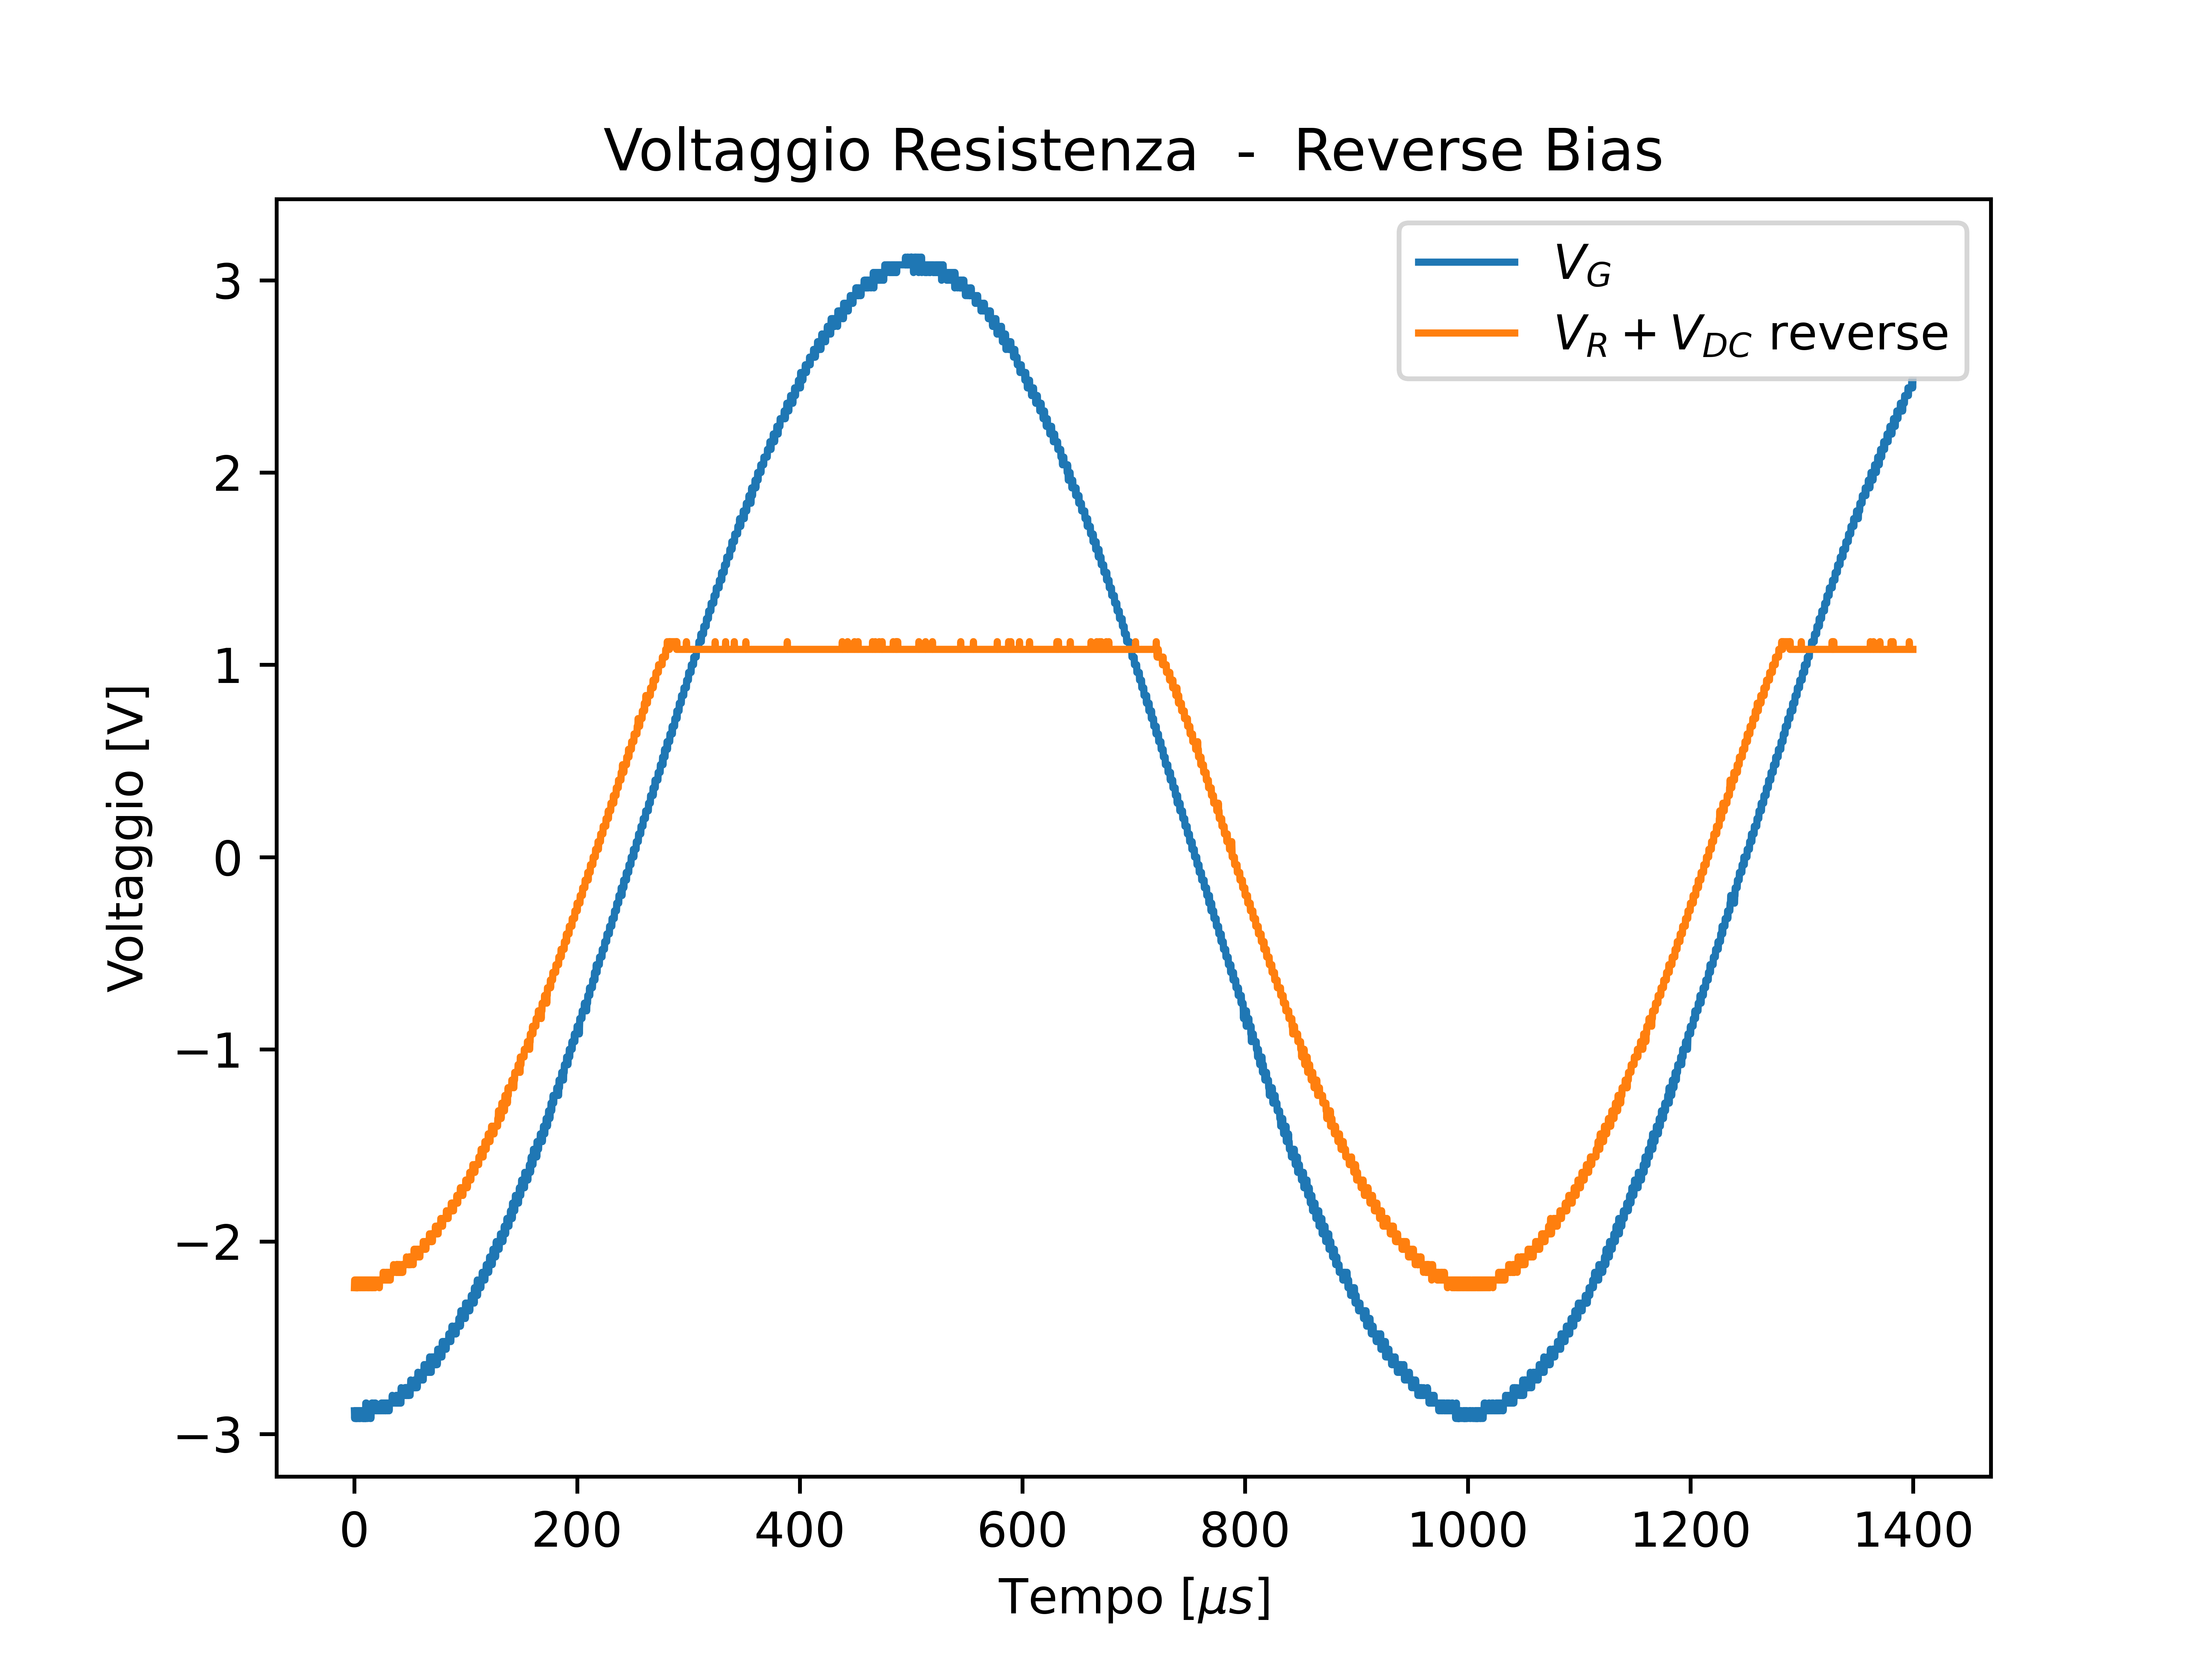 Voltaggio Resistenza - Reverse Bias
V_G
V_R + V_DC reverse
3
2
1
0
−1
−2
−3
Voltaggio [V]
0 200 400 600 800 1000 1200 1400
Tempo [μs]